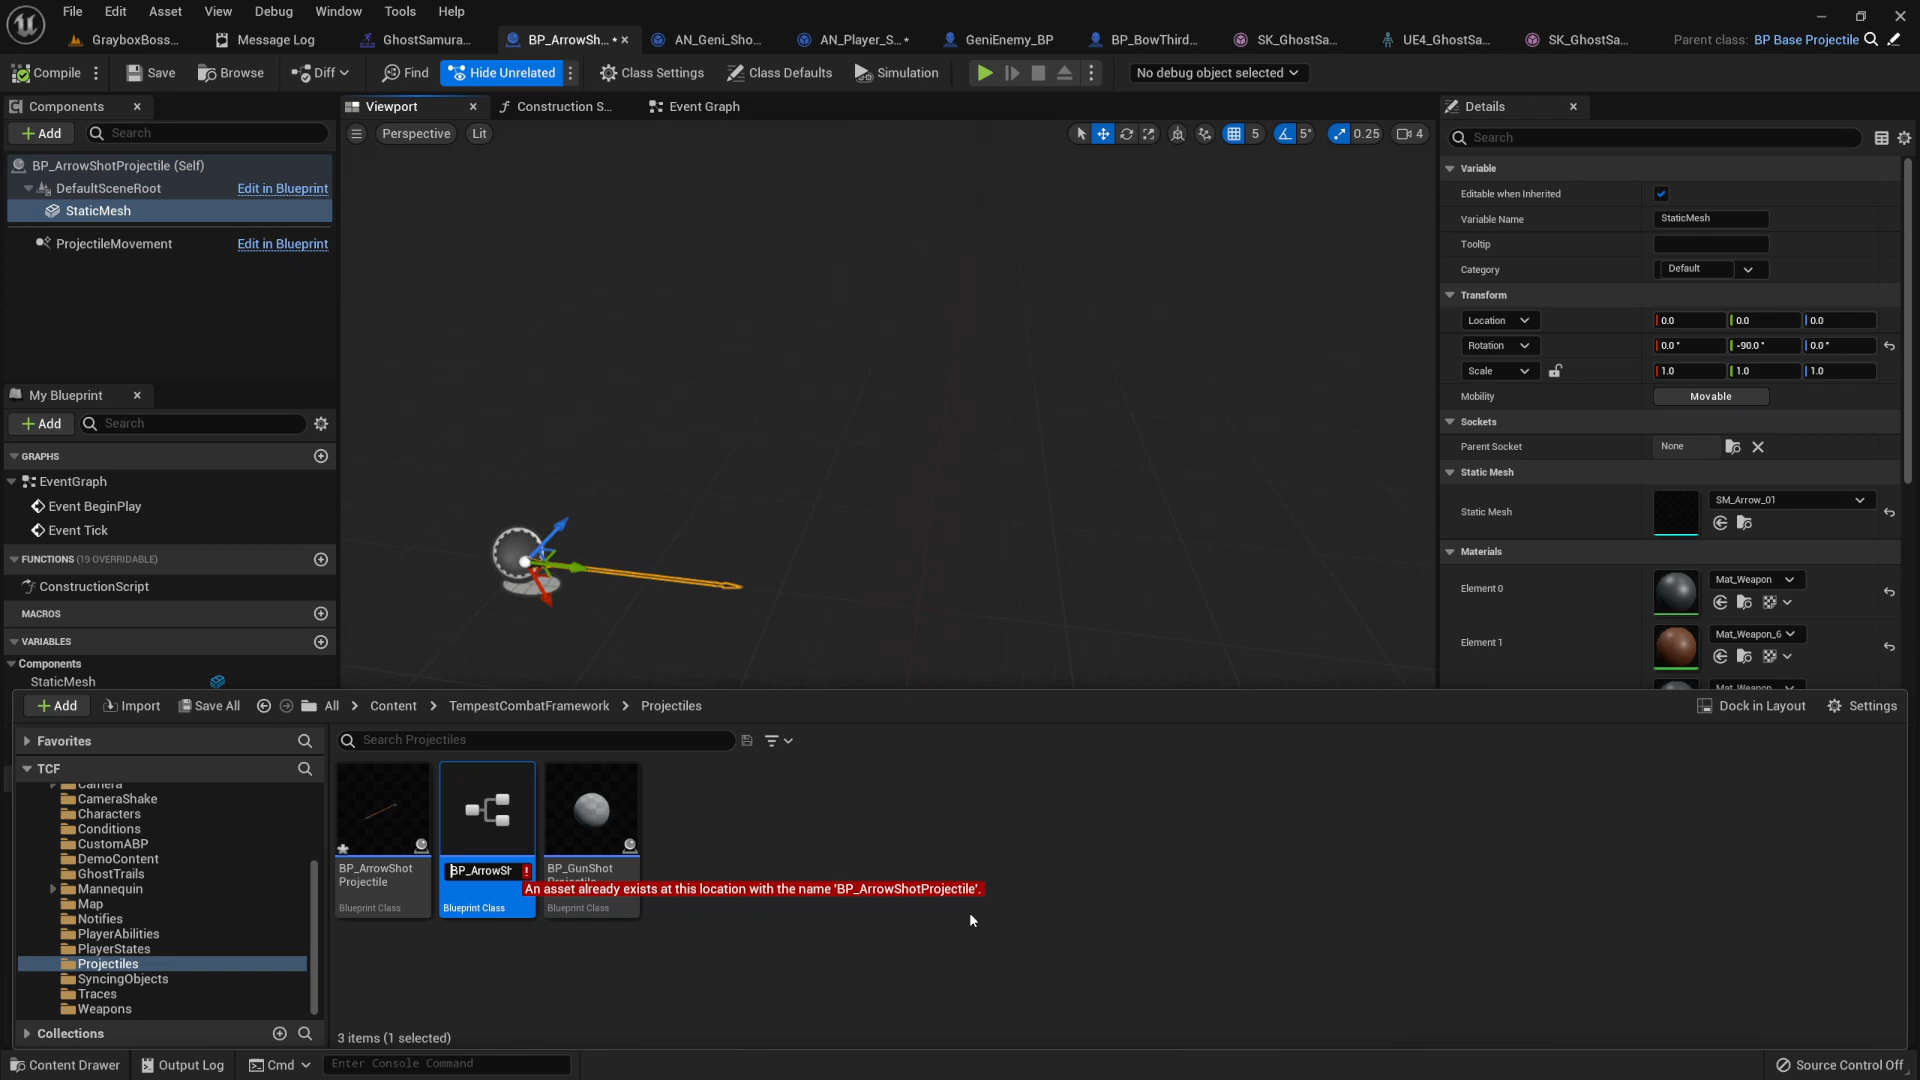 File Edit Asset View Debug Window Tools Help
GrayboxBoss... Message Log GhostSamura... BP_ArrowSh... • AN_Geni_Sho... AN_Player_S...• GeniEnemy_BP BP_BowThird... SK_GhostSa... UE4_GhostSa... SK_GhostSa... Parent class: BP Base Projectile
Compile Save Browse Diff Find Hide Unrelated Class Settings Class Defaults Simulation No debug object selected
Components Viewport Construction S... Event Graph Details
Add Search Perspective Lit 5 5° 0.25 4 Search
BP_ArrowShotProjectile (Self)
DefaultSceneRoot Edit in Blueprint
StaticMesh
ProjectileMovement Edit in Blueprint
Variable
Editable when Inherited
Variable Name StaticMesh
Tooltip
Category Default
Transform
Location 0.0 0.0 0.0
Rotation 0.0° -90.0° 0.0°
Scale 1.0 1.0 1.0
Mobility Movable
Sockets
Parent Socket None
Static Mesh
Static Mesh SM_Arrow_01
Materials
Element 0 Mat_Weapon
Element 1 Mat_Weapon_6
Mat_Weapon
My Blueprint
Add Search
GRAPHS
EventGraph
Event BeginPlay
Event Tick
FUNCTIONS (19 OVERRIDABLE)
ConstructionScript
MACROS
VARIABLES
Components
StaticMesh
Add Import Save All All Content TempestCombatFramework Projectiles Dock in Layout Settings
Favorites Search Projectiles
TCF
Camera
CameraShake
Characters
Conditions
CustomABP
DemoContent
GhostTrails
Mannequin
Map
Notifies
PlayerAbilities
PlayerStates
Projectiles
SyncingObjects
Traces
Weapons
Collections
BP_ArrowShot
Projectile
Blueprint Class
BP_ArrowSh !
Blueprint Class
BP_GunShot
Projectile
Blueprint Class
An asset already exists at this location with the name 'BP_ArrowShotProjectile'.
3 items (1 selected)
Content Drawer Output Log Cmd Enter Console Command Source Control Off